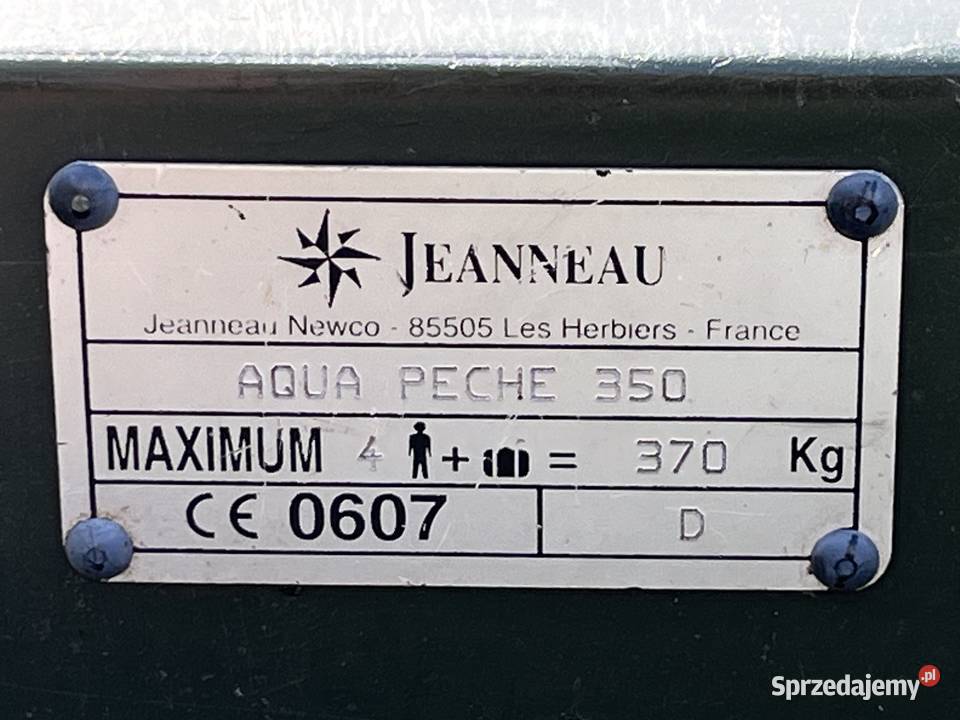 JEANNEAU
Jeanneau Newco - 85505 Les Herbiers - France
AQUA PECHE 350
MAXIMUM 4 + = 370 Kg
CE 0607 D
Sprzedajemy.pl